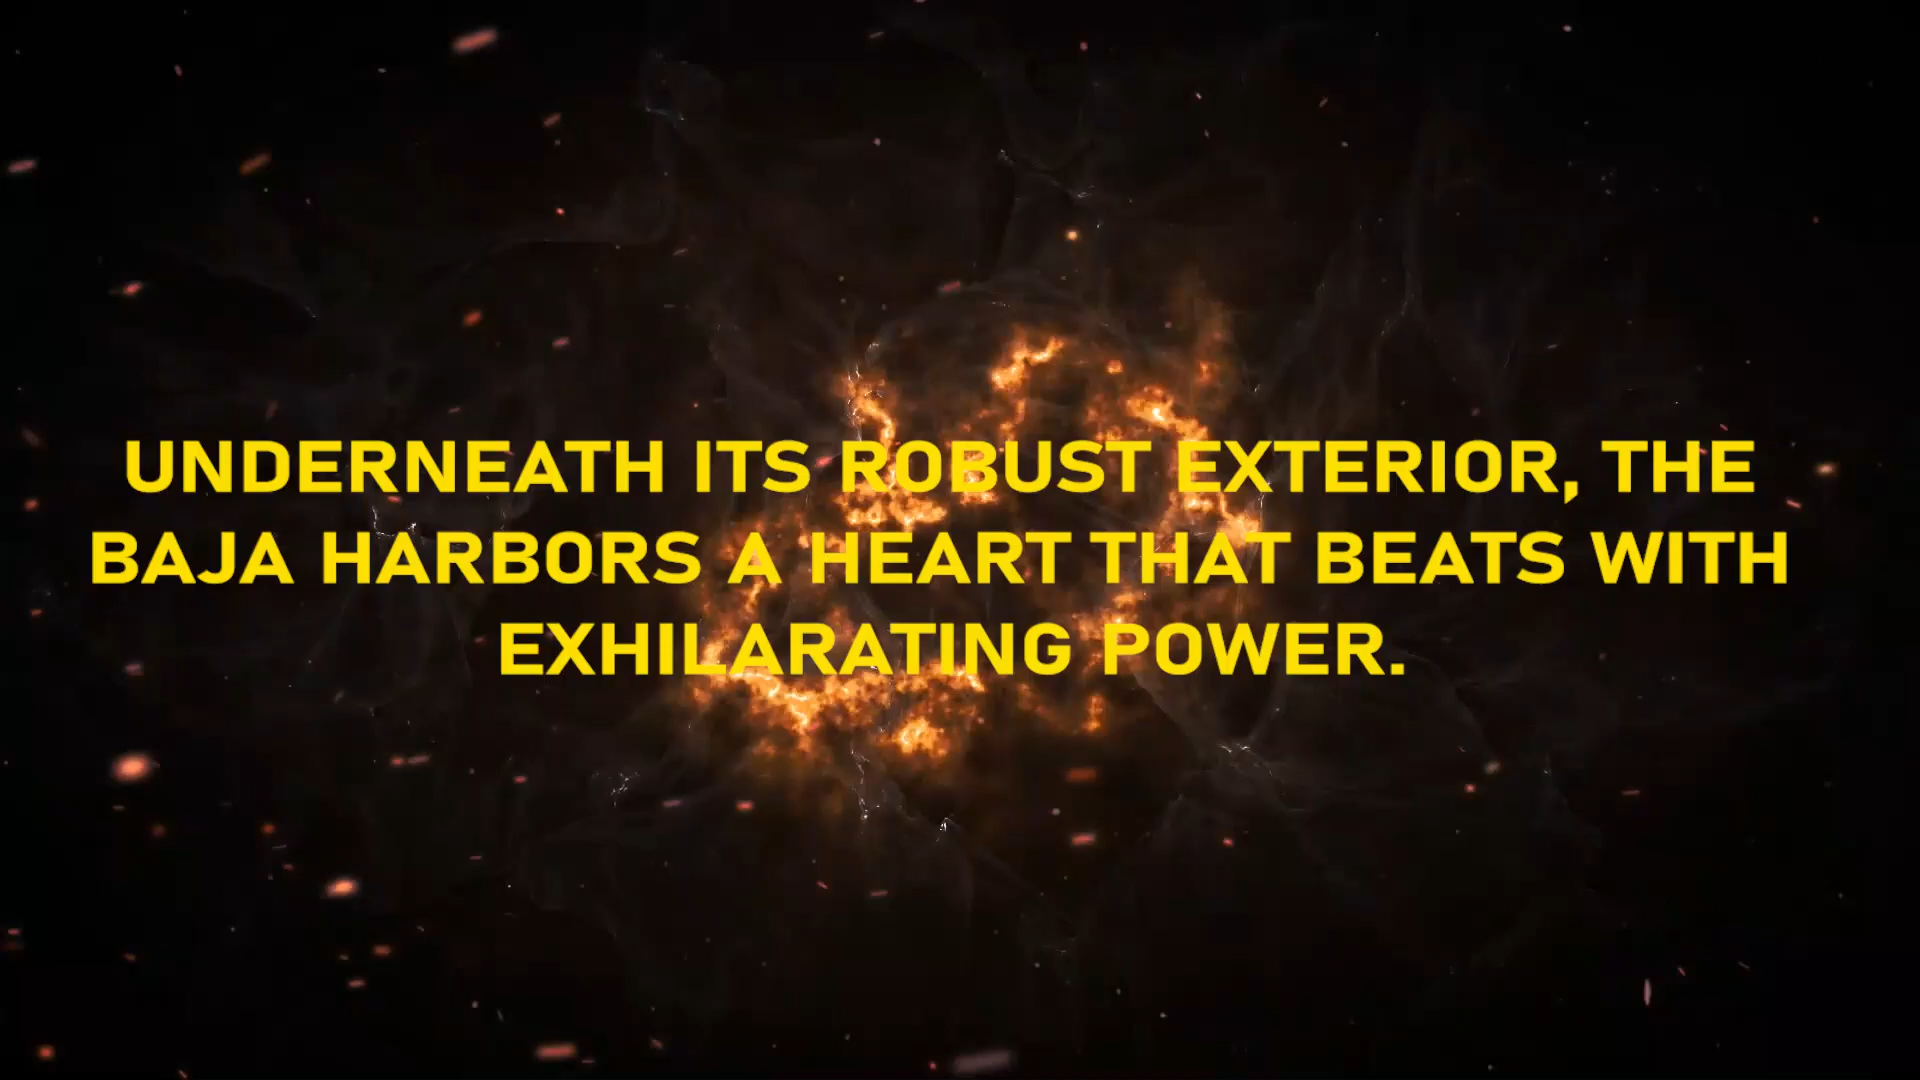 UNDERNEATH ITS ROBUST EXTERIOR, THE
BAJA HARBORS A HEART THAT BEATS WITH
EXHILARATING POWER.